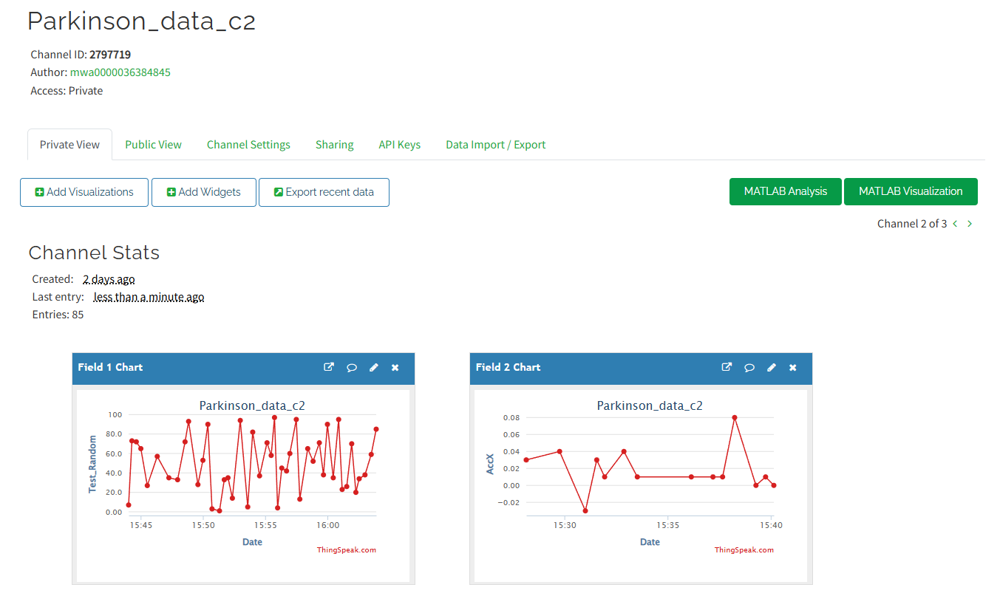 Parkinson_data_c2
Channel ID: 2797719
Author: mwa0000036384845
Access: Private
Private View Public View Channel Settings Sharing API Keys Data Import / Export
Add Visualizations Add Widgets Export recent data MATLAB Analysis MATLAB Visualization
Channel 2 of 3 < >
Channel Stats
Created: 2 days ago
Last entry: less than a minute ago
Entries: 85
Field 1 Chart
Parkinson_data_c2
Test_Random
100
80.0
60.0
40.0
20.0
0.00
15:45 15:50 15:55 16:00
Date
ThingSpeak.com
Field 2 Chart
Parkinson_data_c2
AccX
0.08
0.06
0.04
0.02
0.00
−0.02
15:30 15:35 15:40
Date
ThingSpeak.com